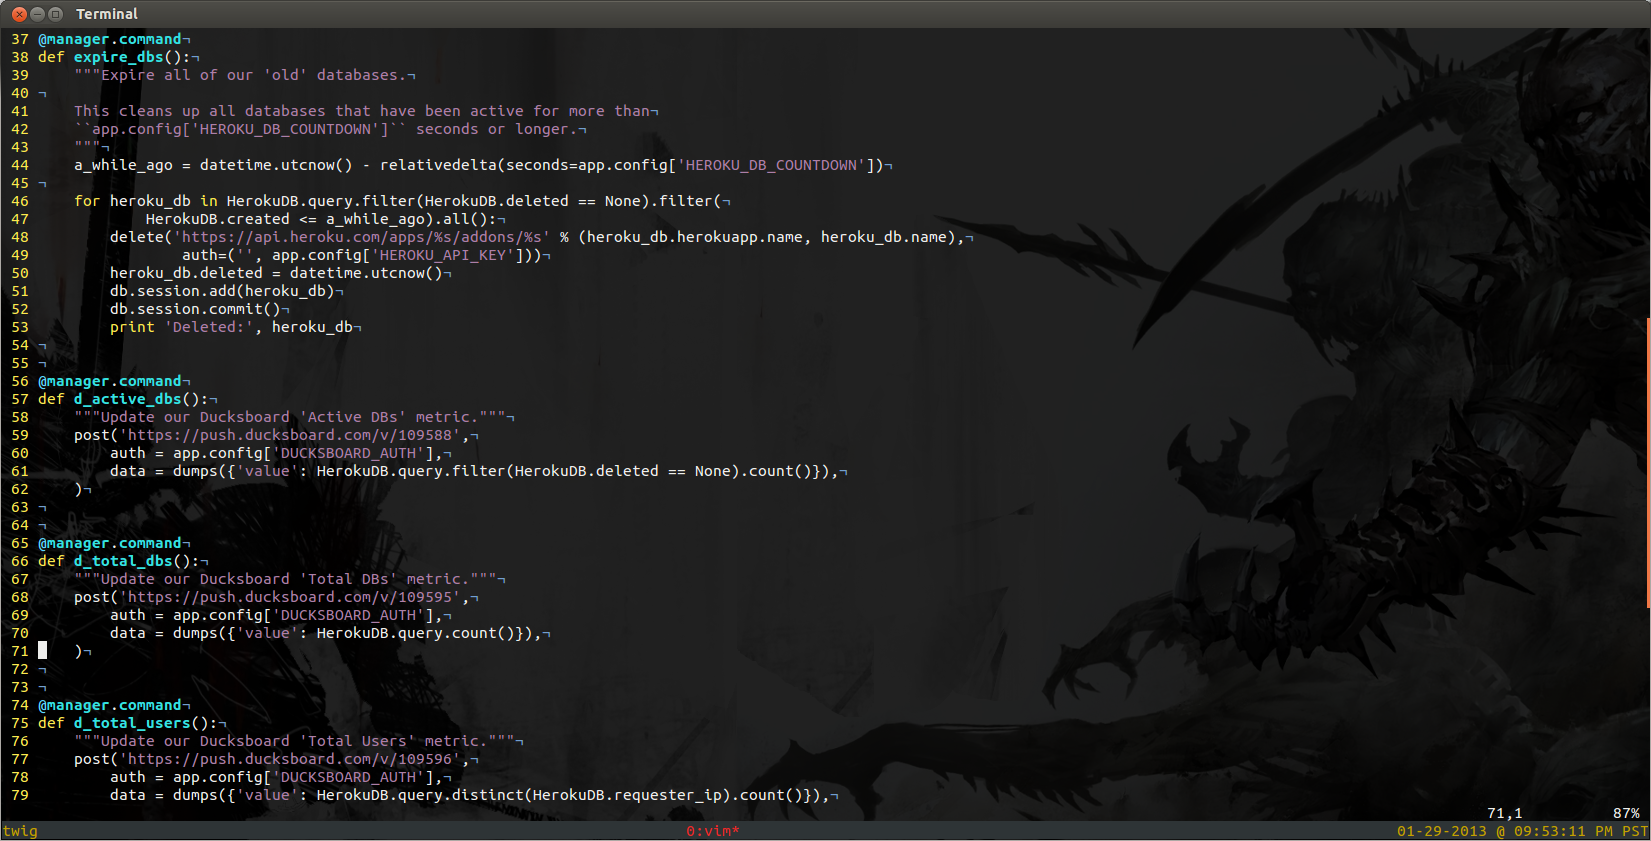 Terminal
37 @manager.command¬
38 def expire_dbs():¬
39     """Expire all of our 'old' databases.¬
40 ¬
41     This cleans up all databases that have been active for more than¬
42     ``app.config['HEROKU_DB_COUNTDOWN']`` seconds or longer.¬
43     """¬
44     a_while_ago = datetime.utcnow() - relativedelta(seconds=app.config['HEROKU_DB_COUNTDOWN'])¬
45 ¬
46     for heroku_db in HerokuDB.query.filter(HerokuDB.deleted == None).filter(¬
47             HerokuDB.created <= a_while_ago).all():¬
48         delete('https://api.heroku.com/apps/%s/addons/%s' % (heroku_db.herokuapp.name, heroku_db.name),¬
49                 auth=('', app.config['HEROKU_API_KEY']))¬
50         heroku_db.deleted = datetime.utcnow()¬
51         db.session.add(heroku_db)¬
52         db.session.commit()¬
53         print 'Deleted:', heroku_db¬
54 ¬
55 ¬
56 @manager.command¬
57 def d_active_dbs():¬
58     """Update our Ducksboard 'Active DBs' metric."""¬
59     post('https://push.ducksboard.com/v/109588',¬
60         auth = app.config['DUCKSBOARD_AUTH'],¬
61         data = dumps({'value': HerokuDB.query.filter(HerokuDB.deleted == None).count()}),¬
62     )¬
63 ¬
64 ¬
65 @manager.command¬
66 def d_total_dbs():¬
67     """Update our Ducksboard 'Total DBs' metric."""¬
68     post('https://push.ducksboard.com/v/109595',¬
69         auth = app.config['DUCKSBOARD_AUTH'],¬
70         data = dumps({'value': HerokuDB.query.count()}),¬
71     )¬
72 ¬
73 ¬
74 @manager.command¬
75 def d_total_users():¬
76     """Update our Ducksboard 'Total Users' metric."""¬
77     post('https://push.ducksboard.com/v/109596',¬
78         auth = app.config['DUCKSBOARD_AUTH'],¬
79         data = dumps({'value': HerokuDB.query.distinct(HerokuDB.requester_ip).count()}),¬
71,1 87%
twig 0:vim* 01-29-2013 @ 09:53:11 PM PST